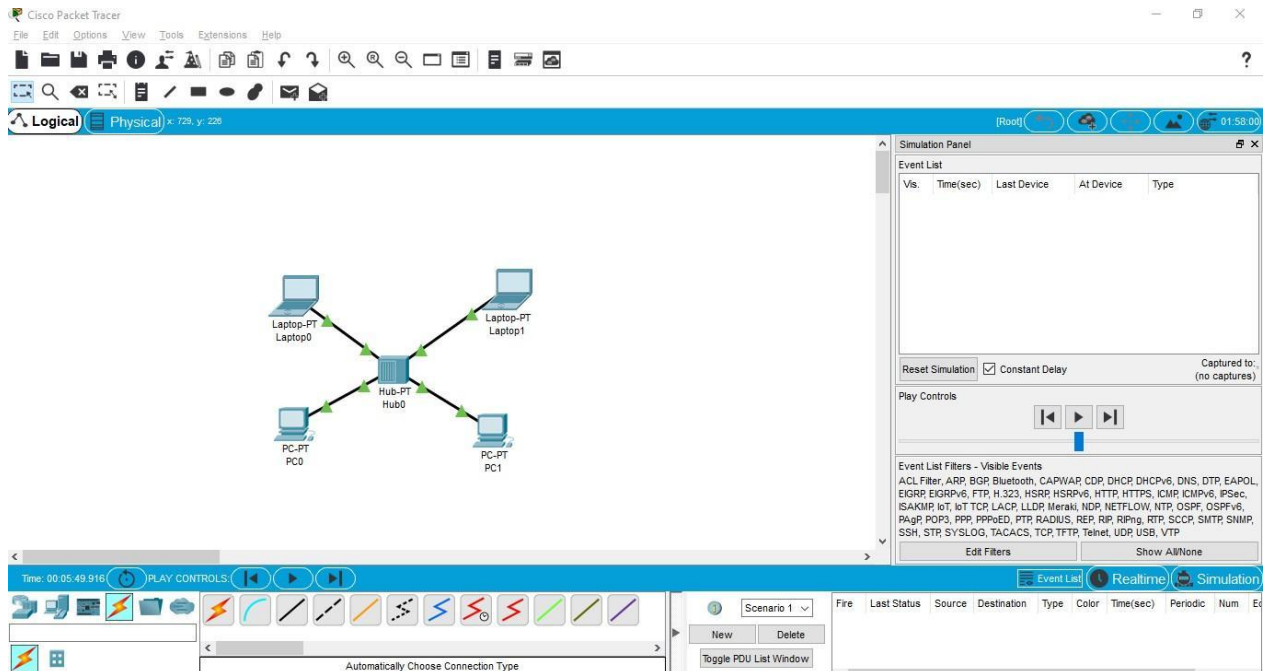 Cisco Packet Tracer
File Edit Options View Tools Extensions Help
?
Logical Physical x: 729, y: 226 [Root] 01:58:00
Simulation Panel
Event List
Vis. Time(sec) Last Device At Device Type
Laptop-PT
Laptop0
Laptop-PT
Laptop1
Hub-PT
Hub0
PC-PT
PC0
PC-PT
PC1
Reset Simulation Constant Delay Captured to:
(no captures)
Play Controls
Event List Filters - Visible Events
ACL Filter, ARP, BGP, Bluetooth, CAPWAP, CDP, DHCP, DHCPv6, DNS, DTP, EAPOL,
EIGRP, EIGRPv6, FTP, H.323, HSRP, HSRPv6, HTTP, HTTPS, ICMP, ICMPv6, IPSec,
ISAKMP, IoT, IoT TCP, LACP, LLDP, Meraki, NDP, NETFLOW, NTP, OSPF, OSPFv6,
PAgP, POP3, PPP, PPPoED, PTP, RADIUS, REP, RIP, RIPng, RTP, SCCP, SMTP, SNMP,
SSH, STP, SYSLOG, TACACS, TCP, TFTP, Telnet, UDP, USB, VTP
Edit Filters Show All/None
Time: 00:05:49.916 PLAY CONTROLS: Event List Realtime Simulation
Scenario 1 Fire Last Status Source Destination Type Color Time(sec) Periodic Num Ed
New Delete
Toggle PDU List Window
Automatically Choose Connection Type